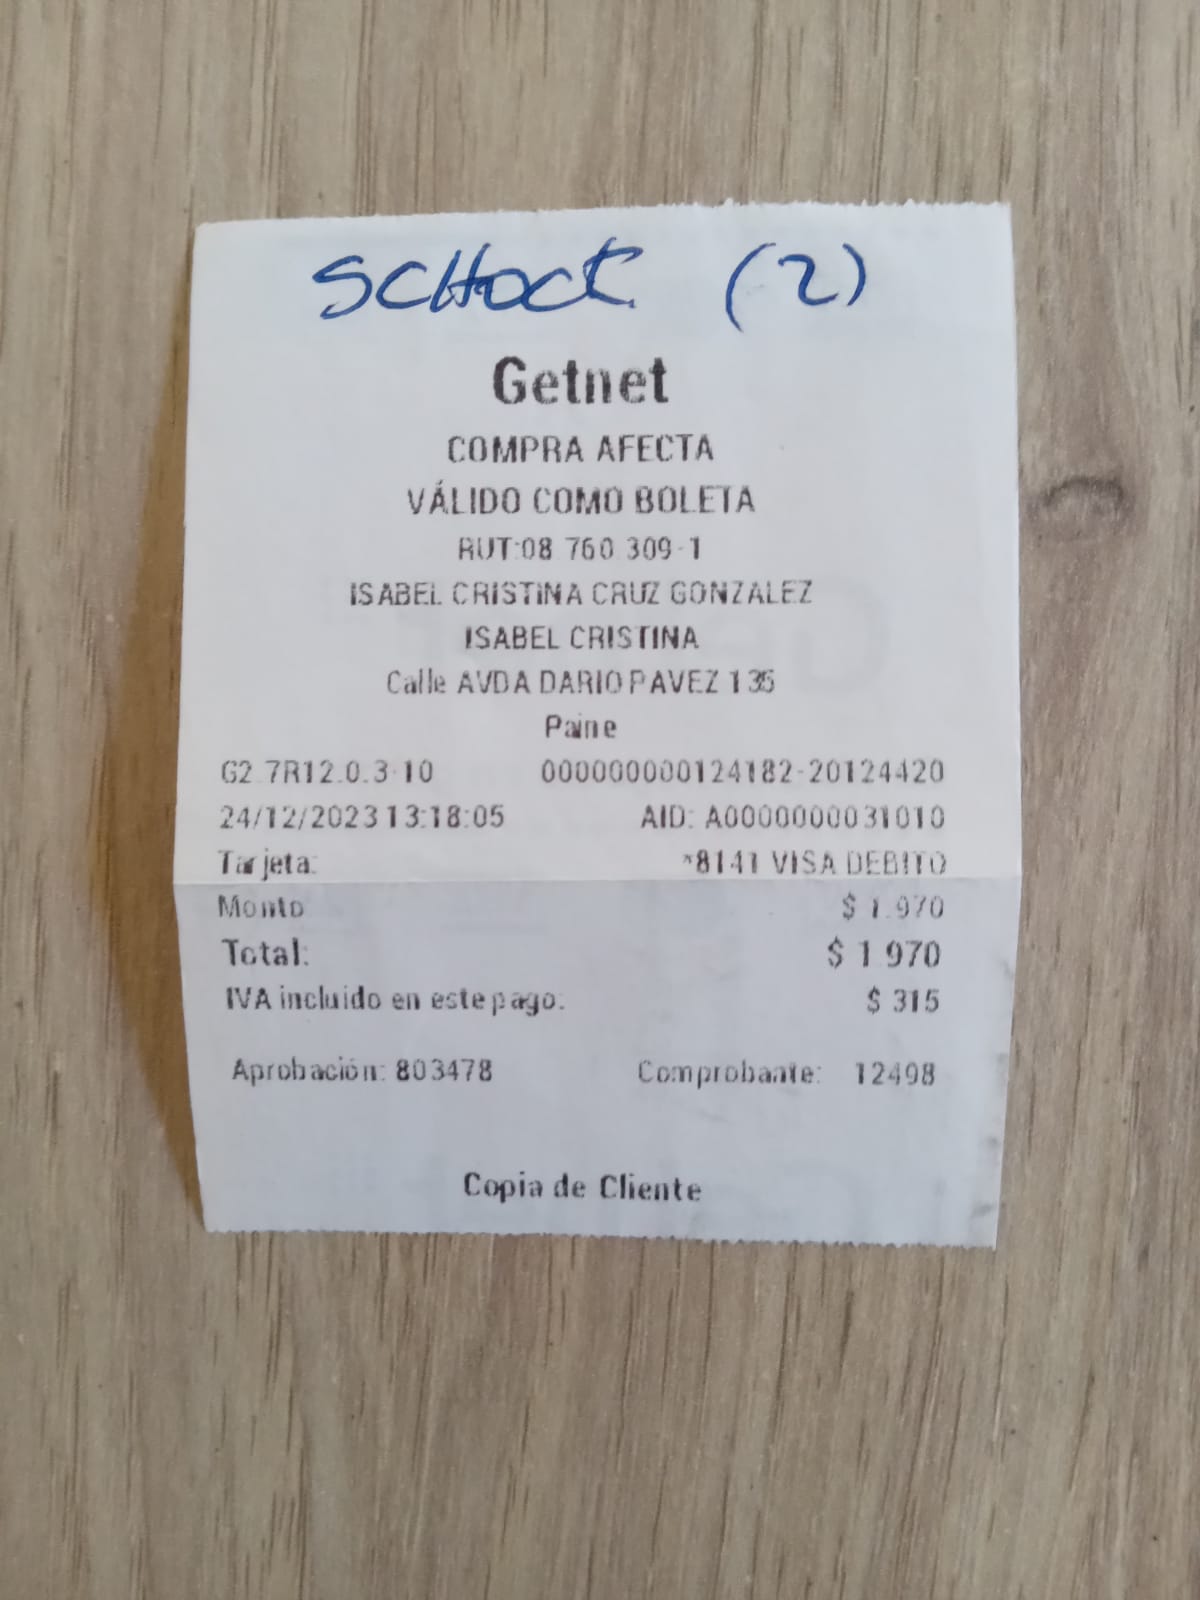 SCHOCK (2)
Getnet
COMPRA AFECTA
VÁLIDO COMO BOLETA
RUT:08 760 309-1
ISABEL CRISTINA CRUZ GONZALEZ
ISABEL CRISTINA
Calle AVDA DARIO PAVEZ 135
Paine
G2.7R12.0.3-10 000000000124182-20124420
24/12/2023 13:18:05 AID: A0000000031010
Tarjeta: *8141 VISA DEBITO
Monto $ 1.970
Total: $ 1.970
IVA incluido en este pago: $ 315
Aprobación: 803478 Comprobante: 12498
Copia de Cliente